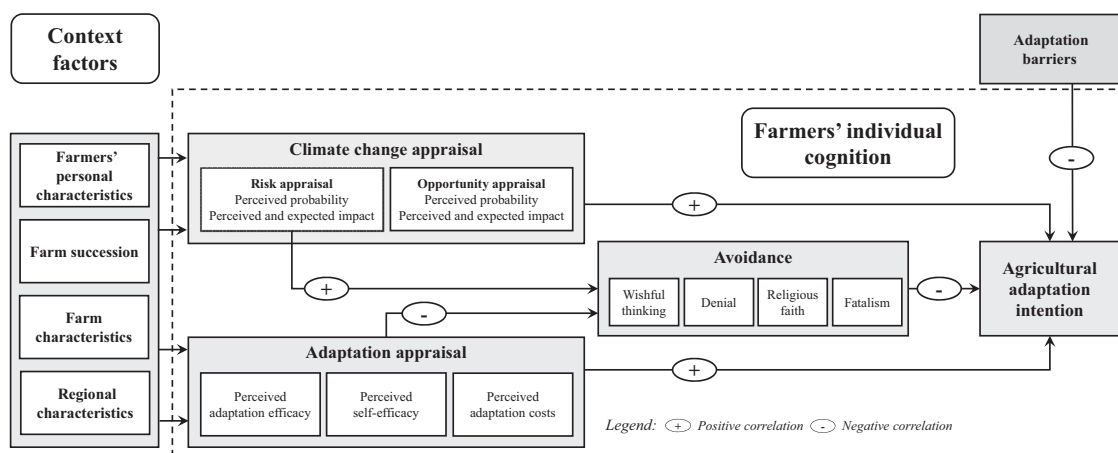 Context
factors
Adaptation
barriers
Farmers' individual
cognition
-
Farmers'
personal
characteristics
Farm succession
Farm
characteristics
Regional
characteristics
Climate change appraisal
Risk appraisal
Perceived probability
Perceived and expected impact
Opportunity appraisal
Perceived probability
Perceived and expected impact
+
+
-
Avoidance
Wishful
thinking
Denial
Religious
faith
Fatalism
-
Agricultural
adaptation
intention
Adaptation appraisal
Perceived
adaptation efficacy
Perceived
self-efficacy
Perceived
adaptation costs
+
Legend: + Positive correlation - Negative correlation